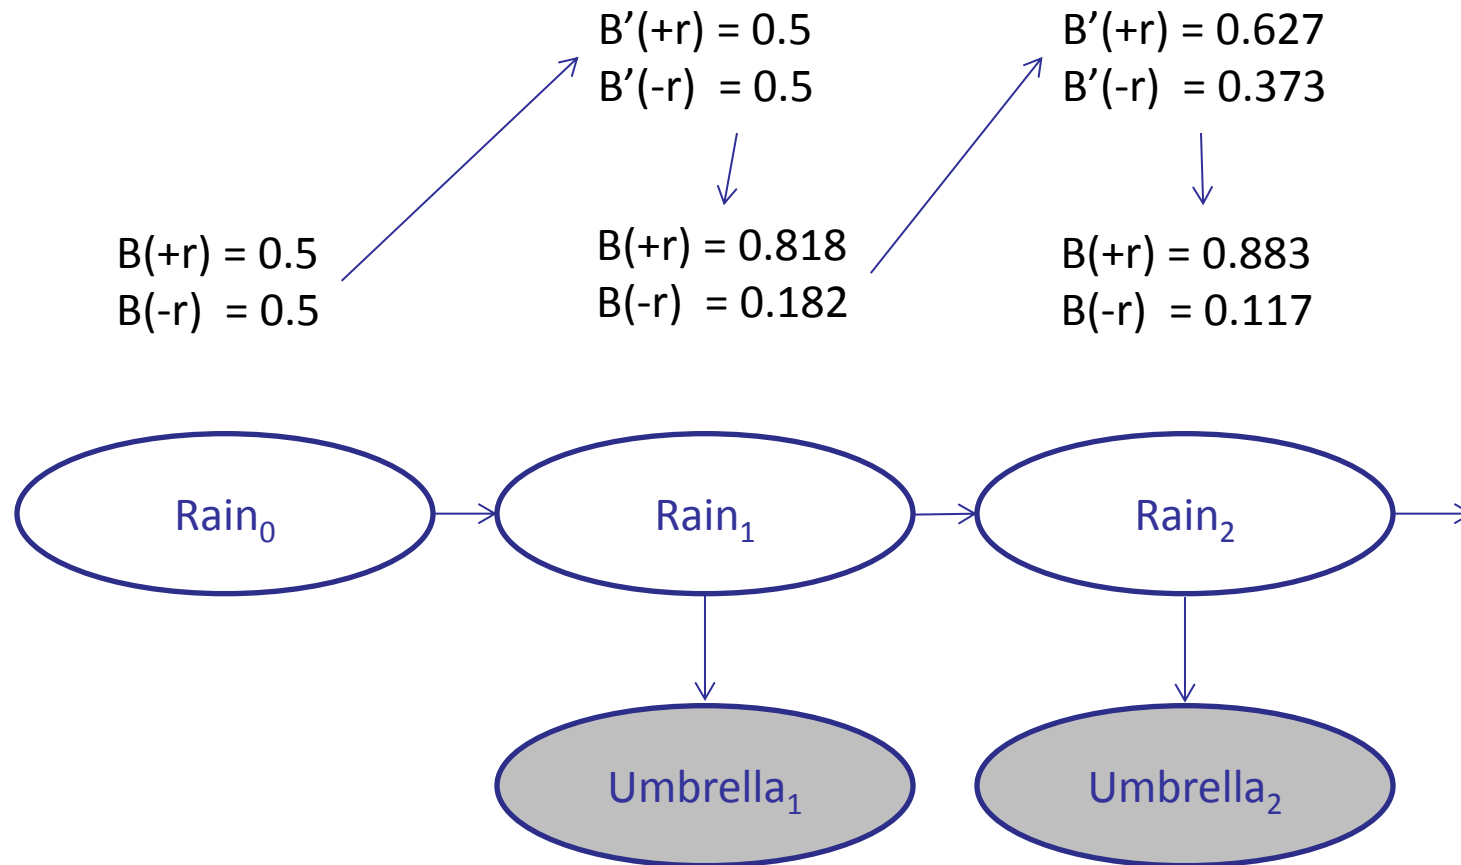 B’(+r) = 0.5
B’(-r) = 0.5
B’(+r) = 0.627
B’(-r) = 0.373
B(+r) = 0.5
B(-r) = 0.5
B(+r) = 0.818
B(-r) = 0.182
B(+r) = 0.883
B(-r) = 0.117
Rain₀
Rain₁
Rain₂
Umbrella₁
Umbrella₂